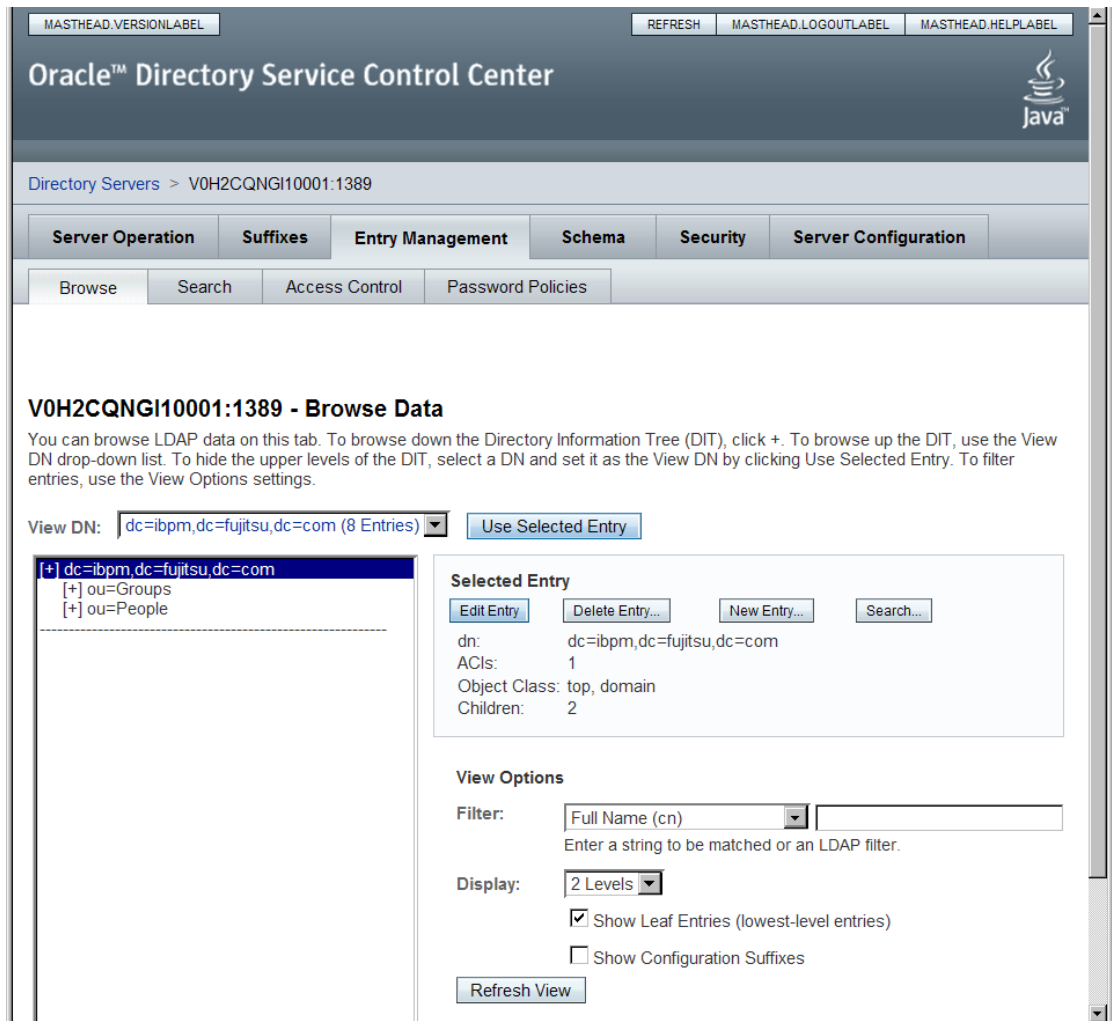 MASTHEAD.VERSIONLABEL REFRESH MASTHEAD.LOGOUTLABEL MASTHEAD.HELPLABEL
Oracle™ Directory Service Control Center
Java™
Directory Servers > V0H2CQNGI10001:1389
Server Operation Suffixes Entry Management Schema Security Server Configuration
Browse Search Access Control Password Policies
V0H2CQNGI10001:1389 - Browse Data
You can browse LDAP data on this tab. To browse down the Directory Information Tree (DIT), click +. To browse up the DIT, use the View
DN drop-down list. To hide the upper levels of the DIT, select a DN and set it as the View DN by clicking Use Selected Entry. To filter
entries, use the View Options settings.
View DN: dc=ibpm,dc=fujitsu,dc=com (8 Entries) Use Selected Entry
[+] dc=ibpm,dc=fujitsu,dc=com
[+] ou=Groups
[+] ou=People
Selected Entry
Edit Entry Delete Entry... New Entry... Search...
dn: dc=ibpm,dc=fujitsu,dc=com
ACIs: 1
Object Class: top, domain
Children: 2
View Options
Filter: Full Name (cn)
Enter a string to be matched or an LDAP filter.
Display: 2 Levels
Show Leaf Entries (lowest-level entries)
Show Configuration Suffixes
Refresh View